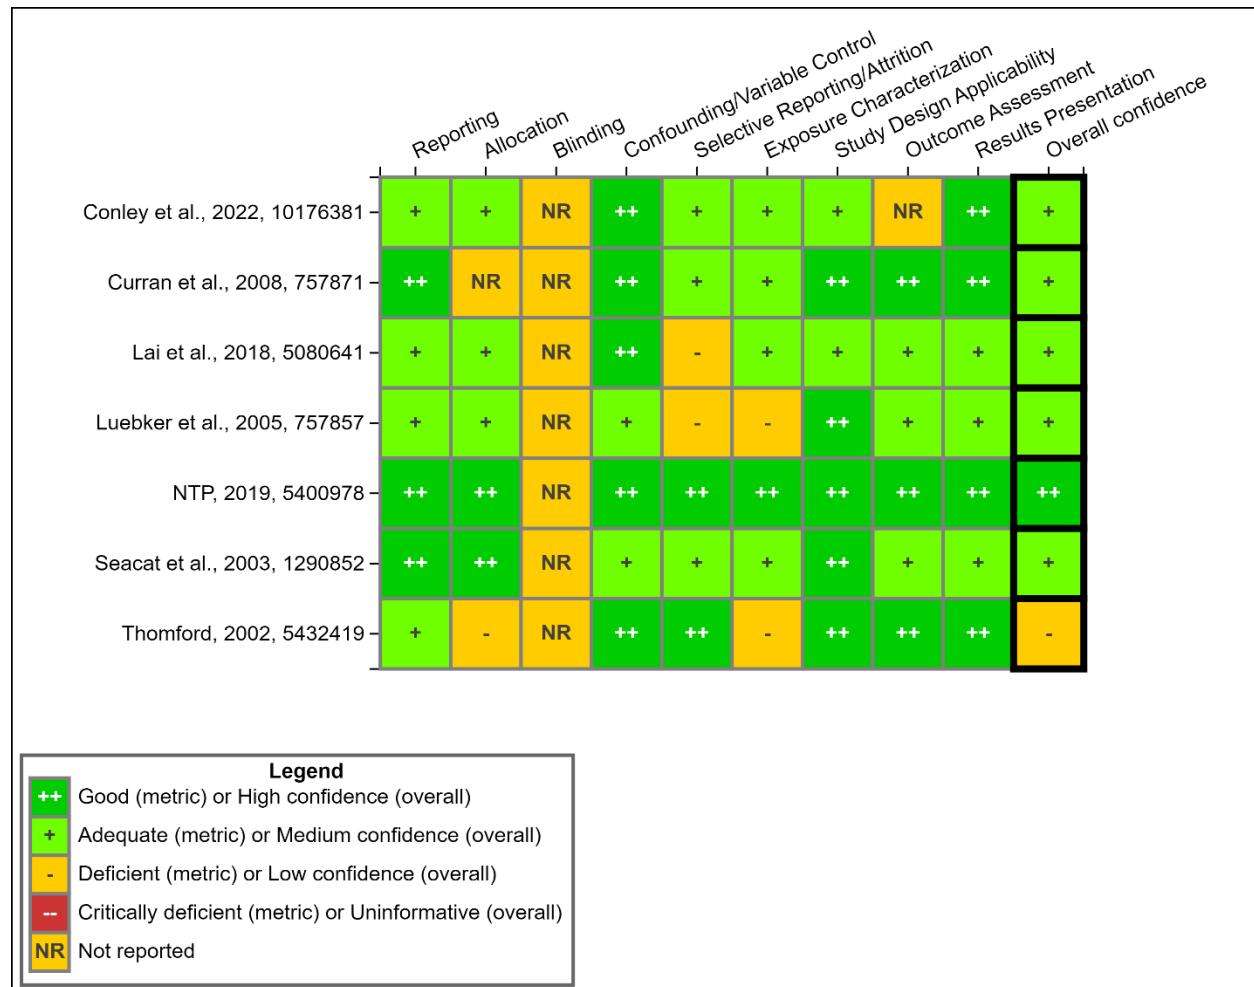 Reporting
Allocation
Blinding
Confounding/Variable Control
Selective Reporting/Attrition
Exposure Characterization
Study Design Applicability
Outcome Assessment
Results Presentation
Overall confidence
Conley et al., 2022, 10176381 + + NR ++ + + + NR ++ +
Curran et al., 2008, 757871 ++ NR NR ++ + + ++ ++ ++ +
Lai et al., 2018, 5080641 + + NR ++ - + + + + +
Luebker et al., 2005, 757857 + + NR + - - ++ + + +
NTP, 2019, 5400978 ++ ++ NR ++ ++ ++ ++ ++ ++ ++
Seacat et al., 2003, 1290852 ++ ++ NR + + + ++ + + +
Thomford, 2002, 5432419 + - NR ++ ++ - ++ ++ ++ -
Legend
++ Good (metric) or High confidence (overall)
+ Adequate (metric) or Medium confidence (overall)
- Deficient (metric) or Low confidence (overall)
-- Critically deficient (metric) or Uninformative (overall)
NR Not reported